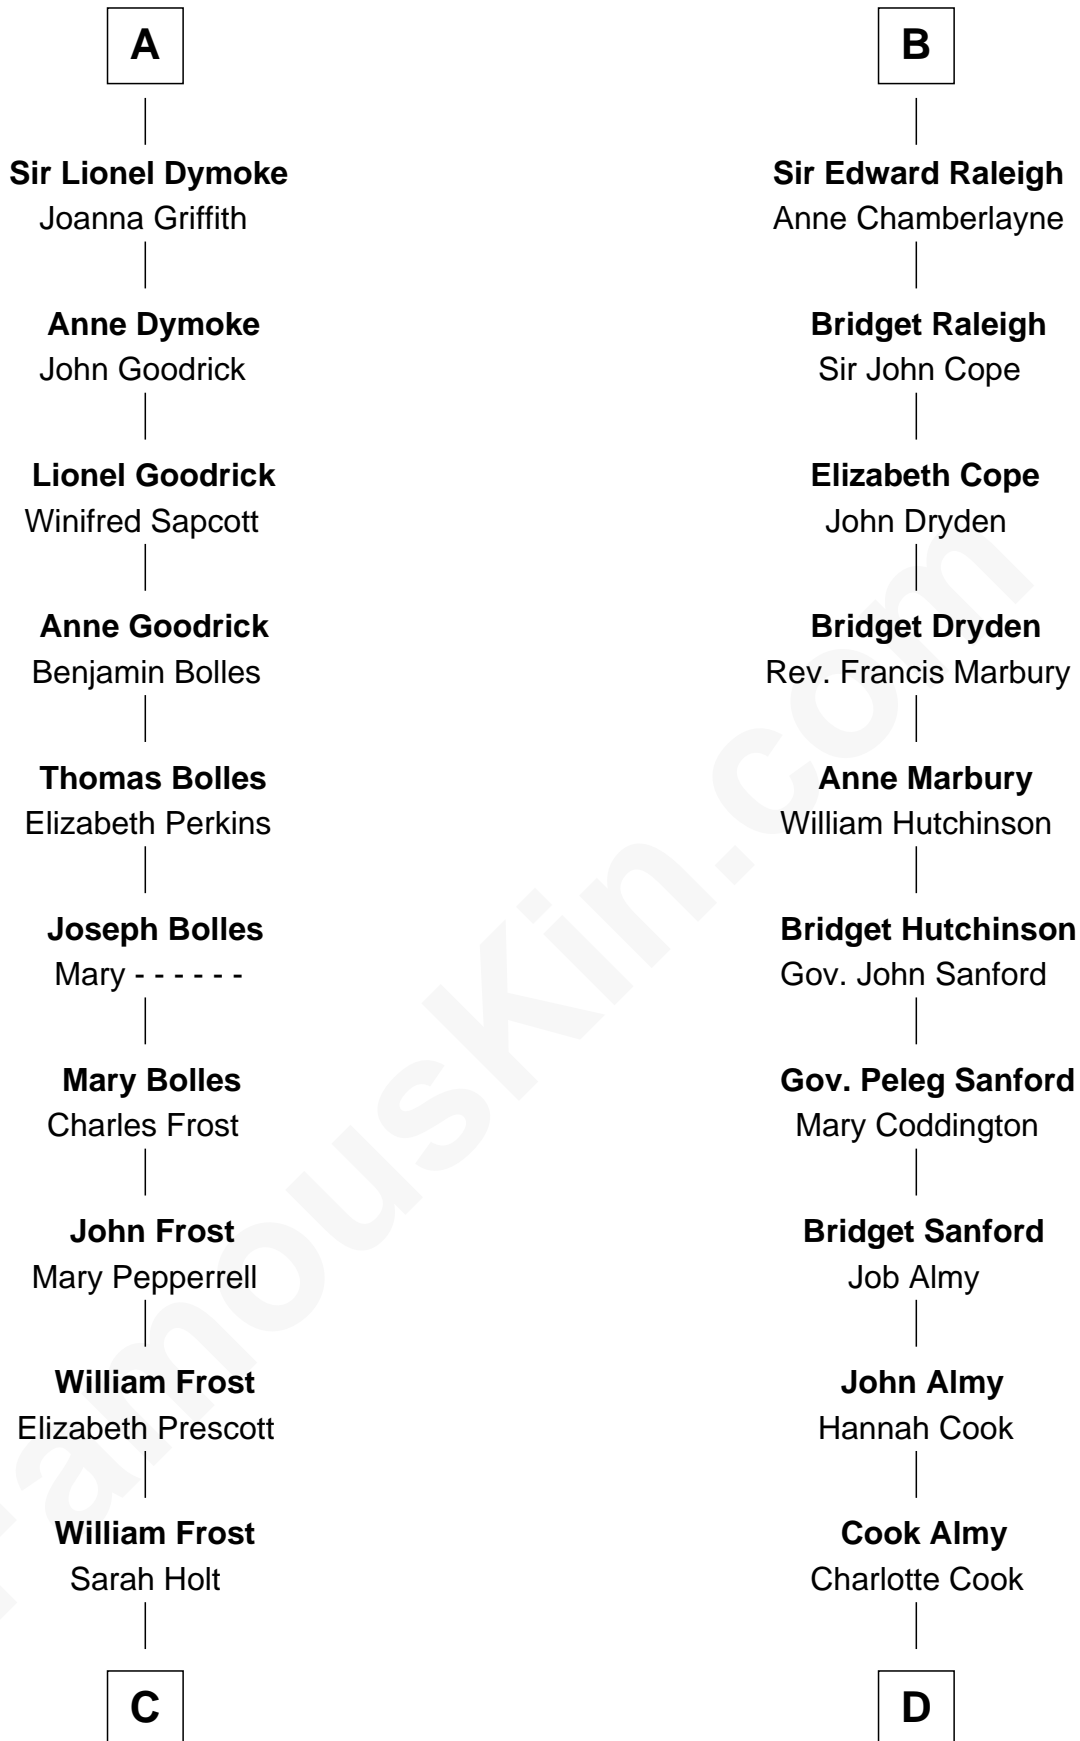 A
Sir Lionel Dymoke
Joanna Griffith
Anne Dymoke
John Goodrick
Lionel Goodrick
Winifred Sapcott
Anne Goodrick
Benjamin Bolles
Thomas Bolles
Elizabeth Perkins
Joseph Bolles
Mary - - - - - -
Mary Bolles
Charles Frost
John Frost
Mary Pepperrell
William Frost
Elizabeth Prescott
William Frost
Sarah Holt
C
B
Sir Edward Raleigh
Anne Chamberlayne
Bridget Raleigh
Sir John Cope
Elizabeth Cope
John Dryden
Bridget Dryden
Rev. Francis Marbury
Anne Marbury
William Hutchinson
Bridget Hutchinson
Gov. John Sanford
Gov. Peleg Sanford
Mary Coddington
Bridget Sanford
Job Almy
John Almy
Hannah Cook
Cook Almy
Charlotte Cook
D
FamousKin.com